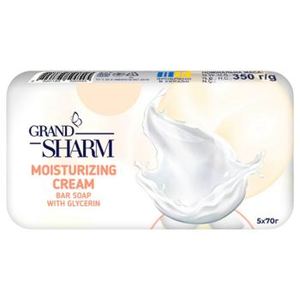 350 г/g
GRAND
SHARM
MOISTURIZING
CREAM
BAR SOAP
WITH GLYCERIN
5x70г